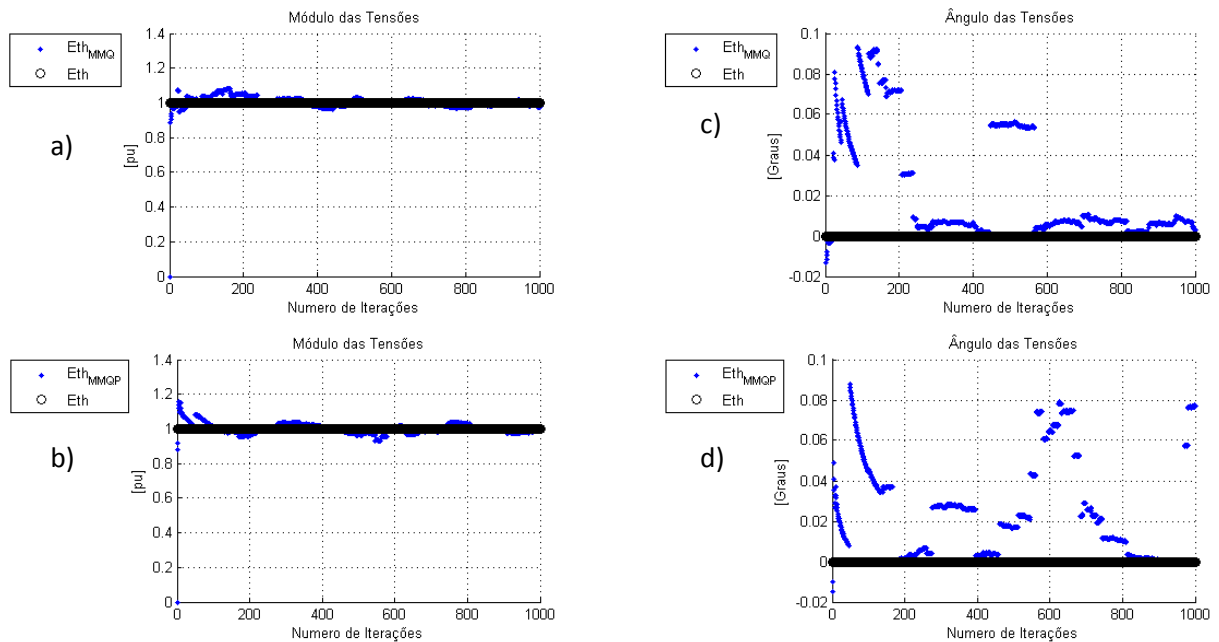 Módulo das Tensões
Eth_MMQ
Eth
1.4
1.2
1
0.8
0.6
0.4
0.2
0
[pu]
0
200
400
600
800
1000
Numero de Iterações
a)
Ângulo das Tensões
Eth_MMQ
Eth
0.1
0.08
0.06
0.04
0.02
0
-0.02
[Graus]
0
200
400
600
800
1000
Numero de Iterações
c)
Módulo das Tensões
Eth_MMQP
Eth
1.4
1.2
1
0.8
0.6
0.4
0.2
0
[pu]
0
200
400
600
800
1000
Numero de Iterações
b)
Ângulo das Tensões
Eth_MMQP
Eth
0.1
0.08
0.06
0.04
0.02
0
-0.02
[Graus]
0
200
400
600
800
1000
Numero de Iterações
d)